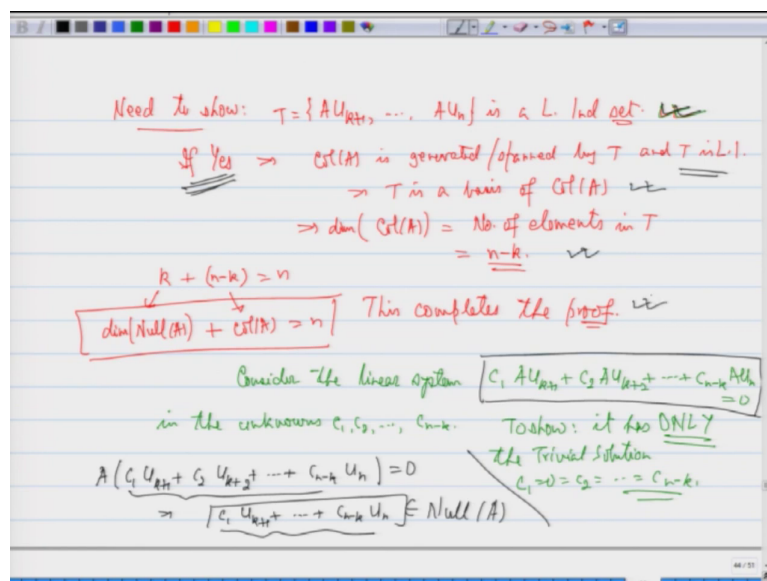 Need to show: T = {AU_{k+1}, ..., AU_n} is a L. Ind set.
If Yes ⇒ Col(A) is generated/spanned by T and T is L.I.
⇒ T is a basis of Col(A)
⇒ dim(Col(A)) = No. of elements in T
= n-k.
k + (n-k) = n
dim(Null(A)) + Col(A) = n
This completes the proof.
Consider the linear system
C_1 AU_{k+1} + C_2 AU_{k+2} + ... + C_{n-k} AU_n = 0
in the unknowns C_1, C_2, ..., C_{n-k}.
To show: it has ONLY
the Trivial Solution
C_1 = 0 = C_2 = ... = C_{n-k}.
A(C_1 U_{k+1} + C_2 U_{k+2} + ... + C_{n-k} U_n) = 0
⇒ C_1 U_{k+1} + ... + C_{n-k} U_n ∈ Null(A)
44 / 51